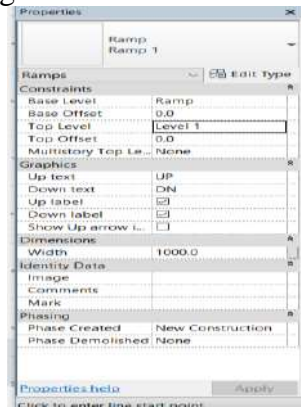 Properties
Ramp
Ramp 1
Ramps Edit Type
Constraints
Base Level Ramp
Base Offset 0.0
Top Level Level 1
Top Offset 0.0
Multistory Top Le... None
Graphics
Up text UP
Down text DN
Up label
Down label
Show Up arrow i...
Dimensions
Width 1000.0
Identity Data
Image
Comments
Mark
Phasing
Phase Created New Construction
Phase Demolished None
Properties help Apply
Click to enter line start point